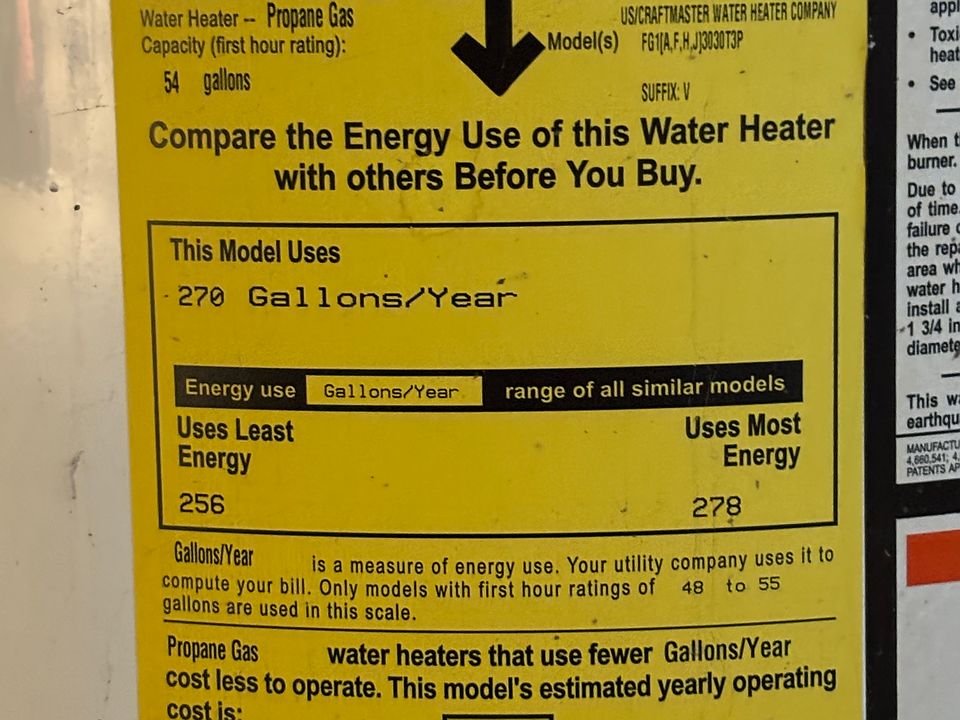 Water Heater -- Propane Gas
Capacity (first hour rating):
54 gallons
US/CRAFTMASTER WATER HEATER COMPANY
Model(s) FG1[A,F,H,J]3030T3P
SUFFIX: V
Compare the Energy Use of this Water Heater
with others Before You Buy.
This Model Uses
270 Gallons/Year
Energy use Gallons/Year range of all similar models
Uses Least
Energy
256
Uses Most
Energy
278
Gallons/Year is a measure of energy use. Your utility company uses it to
compute your bill. Only models with first hour ratings of 48 to 55
gallons are used in this scale.
Propane Gas water heaters that use fewer Gallons/Year
cost less to operate. This model's estimated yearly operating
cost is:
• See
When
burner.
Due to
of time.
failure
the
area
water
install
1 3/4
This